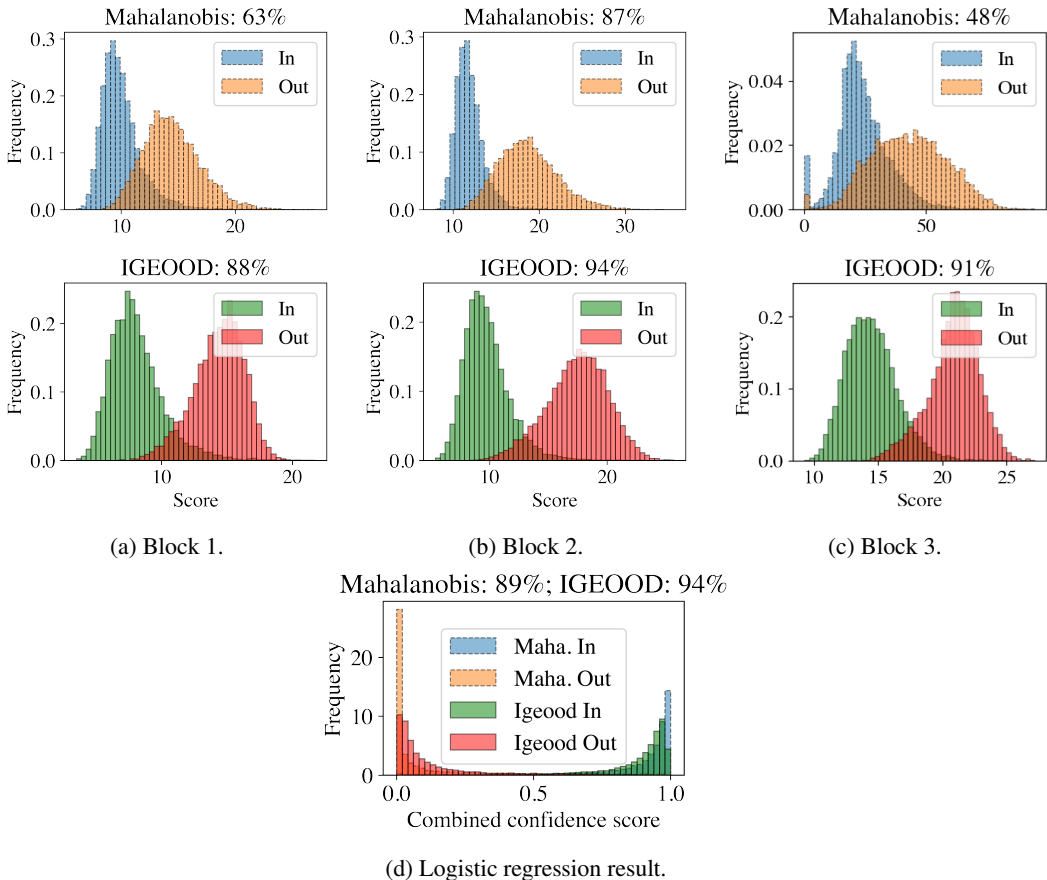 Mahalanobis: 63%
Frequency
0.3
0.2
0.1
0.0
10
20
In
Out
Mahalanobis: 87%
Frequency
0.3
0.2
0.1
0.0
10
20
30
In
Out
Mahalanobis: 48%
Frequency
0.04
0.02
0.00
0
50
In
Out
IGEOOD: 88%
Frequency
0.2
0.1
0.0
10
20
Score
In
Out
IGEOOD: 94%
Frequency
0.2
0.1
0.0
10
20
Score
In
Out
IGEOOD: 91%
Frequency
0.2
0.1
0.0
10
15
20
25
Score
In
Out
(a) Block 1.
(b) Block 2.
(c) Block 3.
Mahalanobis: 89%; IGEOOD: 94%
Frequency
20
10
0
0.0
0.5
1.0
Maha. In
Maha. Out
Igeood In
Igeood Out
Combined confidence score
(d) Logistic regression result.